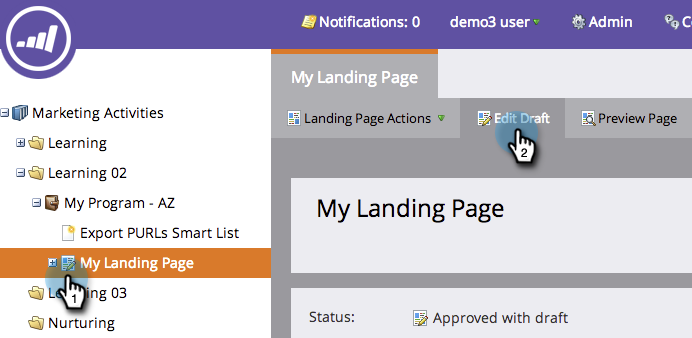 Notifications: 0 demo3 user Admin
My Landing Page
Landing Page Actions Edit Draft Preview Page
Marketing Activities
Learning
Learning 02
My Program - AZ
Export PURLs Smart List
My Landing Page
Learning 03
Nurturing
1
2
My Landing Page
Status: Approved with draft